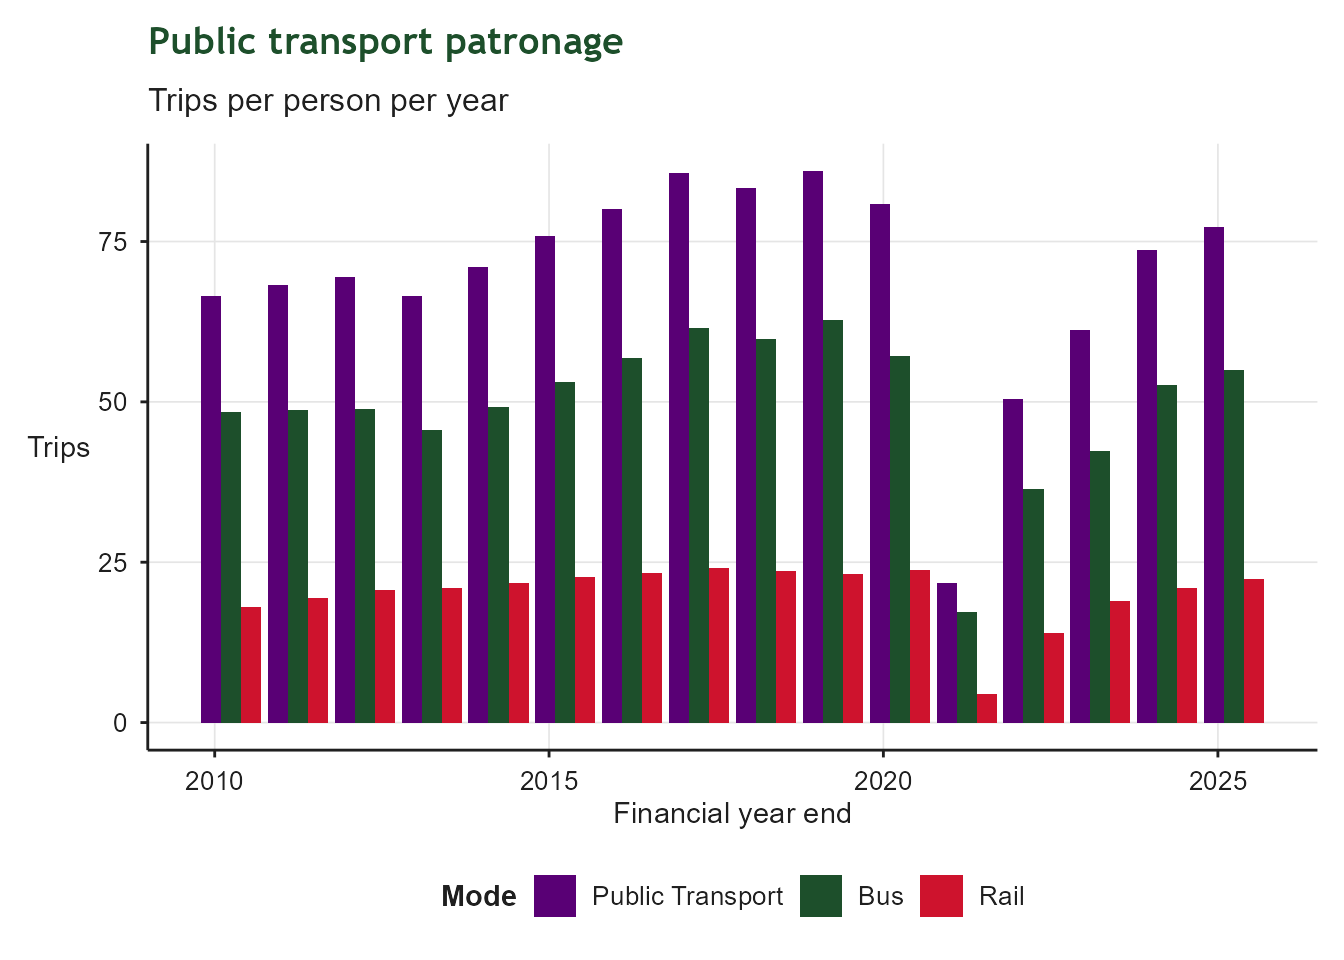 Public transport patronage
Trips per person per year
75
50
Trips
25
0
2010 2015 2020 2025
Financial year end
Mode Public Transport Bus Rail